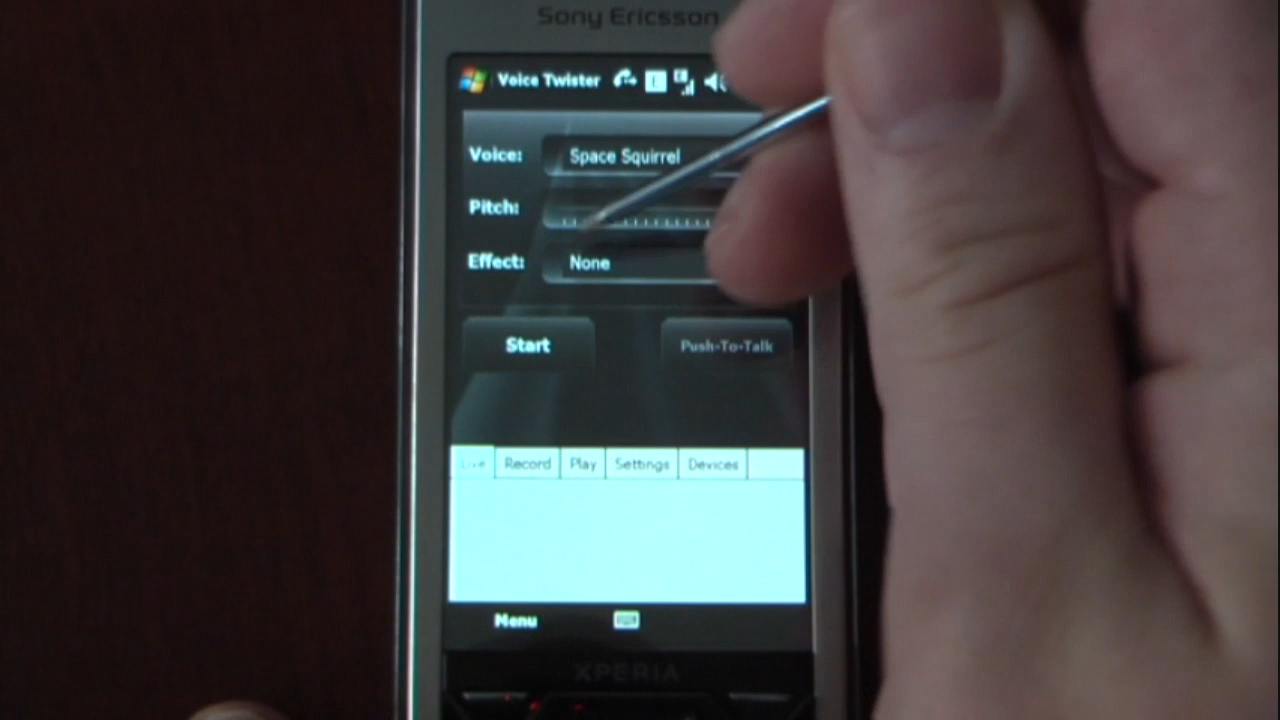 Sony Ericsson
Voice Twister
Voice: Space Squirrel
Pitch:
Effect: None
Start Push-To-Talk
Live Record Play Settings Devices
Menu
XPERIA